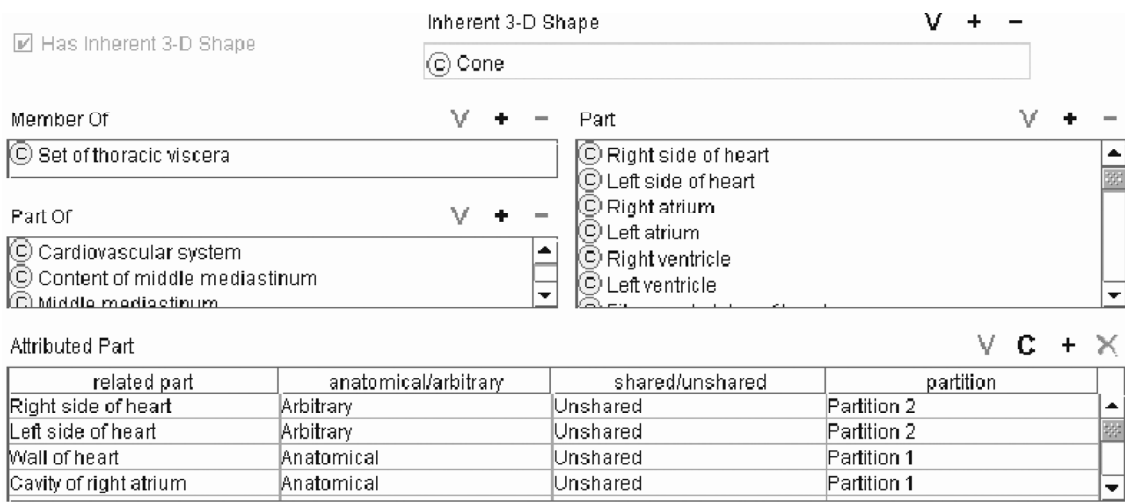 Has Inherent 3-D Shape
Inherent 3-D Shape V + −
C Cone
Member Of V + −
C Set of thoracic viscera
Part Of V + −
C Cardiovascular system
C Content of middle mediastinum
C Middle mediastinum
Part V + −
C Right side of heart
C Left side of heart
C Right atrium
C Left atrium
C Right ventricle
C Left ventricle
Attributed Part V C + X
related part anatomical/arbitrary shared/unshared partition
Right side of heart Arbitrary Unshared Partition 2
Left side of heart Arbitrary Unshared Partition 2
Wall of heart Anatomical Unshared Partition 1
Cavity of right atrium Anatomical Unshared Partition 1